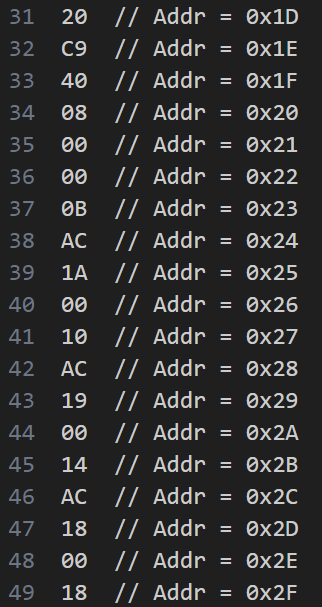 31 20 // Addr = 0x1D
32 C9 // Addr = 0x1E
33 40 // Addr = 0x1F
34 08 // Addr = 0x20
35 00 // Addr = 0x21
36 00 // Addr = 0x22
37 0B // Addr = 0x23
38 AC // Addr = 0x24
39 1A // Addr = 0x25
40 00 // Addr = 0x26
41 10 // Addr = 0x27
42 AC // Addr = 0x28
43 19 // Addr = 0x29
44 00 // Addr = 0x2A
45 14 // Addr = 0x2B
46 AC // Addr = 0x2C
47 18 // Addr = 0x2D
48 00 // Addr = 0x2E
49 18 // Addr = 0x2F